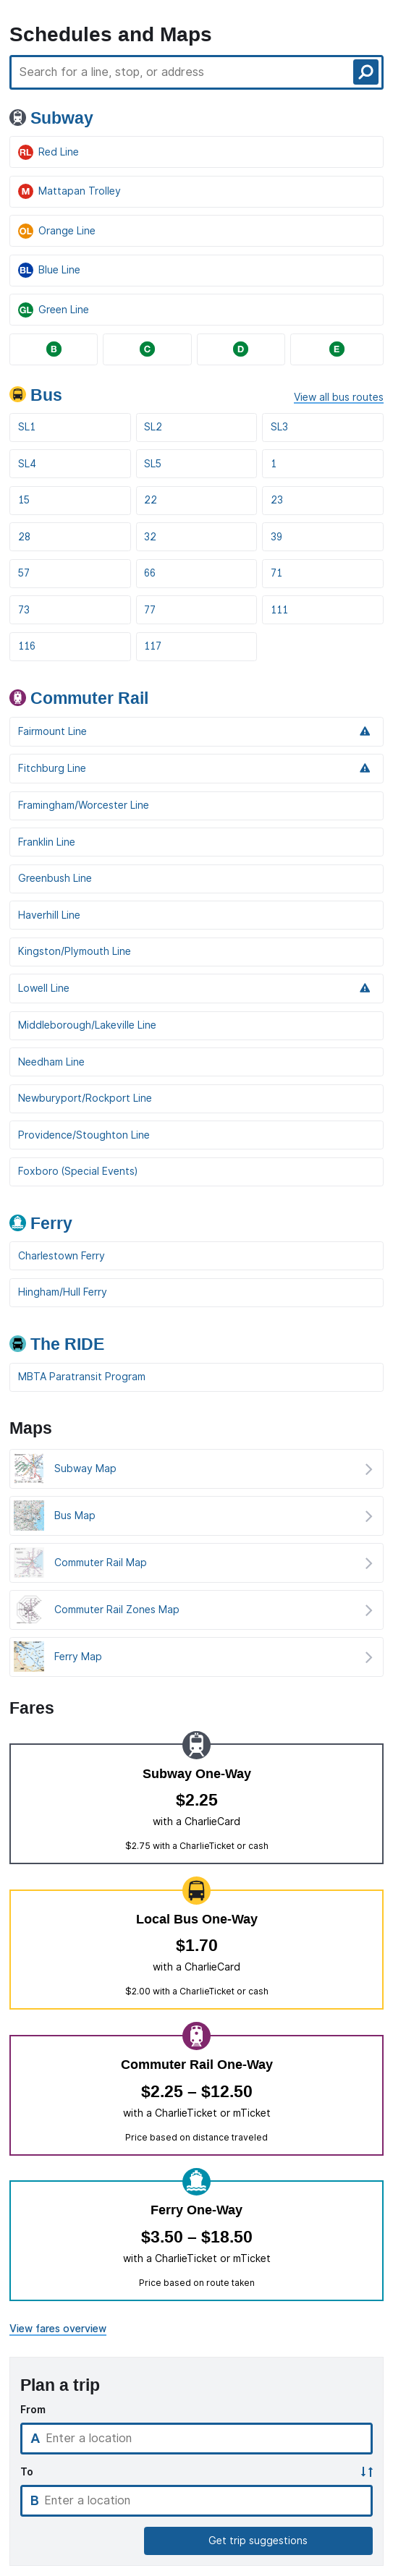 Schedules and Maps
Search for a line, stop, or address
Subway
RL Red Line
M Mattapan Trolley
OL Orange Line
BL Blue Line
GL Green Line
B C D E
Bus View all bus routes
SL1 SL2 SL3
SL4 SL5 1
15 22 23
28 32 39
57 66 71
73 77 111
116 117
Commuter Rail
Fairmount Line
Fitchburg Line
Framingham/Worcester Line
Franklin Line
Greenbush Line
Haverhill Line
Kingston/Plymouth Line
Lowell Line
Middleborough/Lakeville Line
Needham Line
Newburyport/Rockport Line
Providence/Stoughton Line
Foxboro (Special Events)
Ferry
Charlestown Ferry
Hingham/Hull Ferry
The RIDE
MBTA Paratransit Program
Maps
Subway Map
Bus Map
Commuter Rail Map
Commuter Rail Zones Map
Ferry Map
Fares
Subway One-Way
$2.25
with a CharlieCard
$2.75 with a CharlieTicket or cash
Local Bus One-Way
$1.70
with a CharlieCard
$2.00 with a CharlieTicket or cash
Commuter Rail One-Way
$2.25 – $12.50
with a CharlieTicket or mTicket
Price based on distance traveled
Ferry One-Way
$3.50 – $18.50
with a CharlieTicket or mTicket
Price based on route taken
View fares overview
Plan a trip
From
A Enter a location
To
B Enter a location
Get trip suggestions